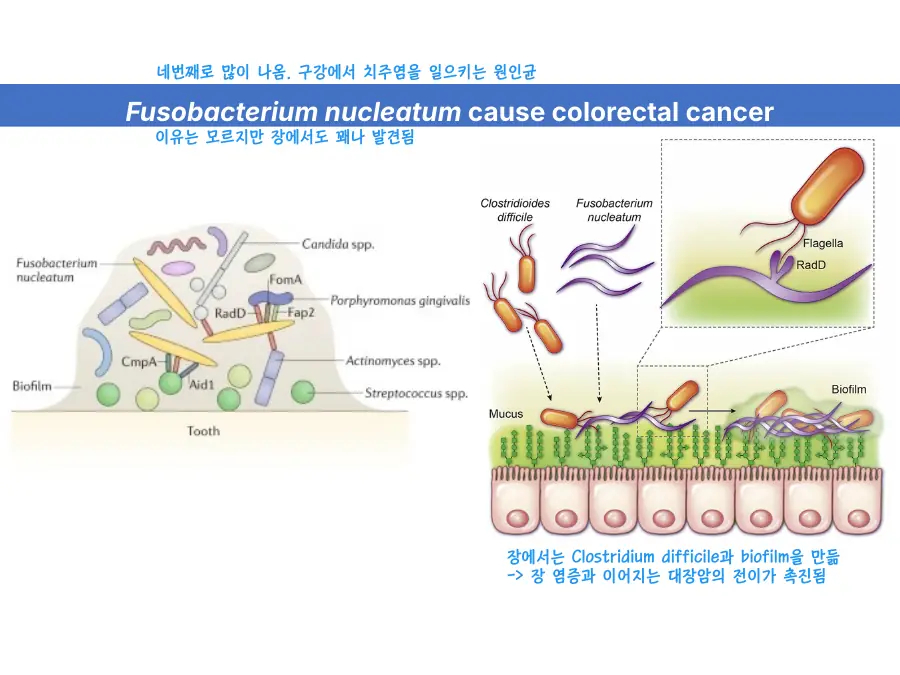 네번째로 많이 나옴. 구강에서 치주염을 일으키는 원인균
Fusobacterium nucleatum cause colorectal cancer
이유는 모르지만 장에서도 꽤나 발견됨
Candida spp.
Fusobacterium
nucleatum
FomA
Porphyromonas gingivalis
RadD
Fap2
CmpA
Actinomyces spp.
Biofilm
Aid1
Streptococcus spp.
Tooth
Clostridioides
difficile
Fusobacterium
nucleatum
Flagella
RadD
Mucus
Biofilm
장에서는 Clostridium difficile과 biofilm을 만듦
-> 장 염증과 이어지는 대장암의 전이가 촉진됨